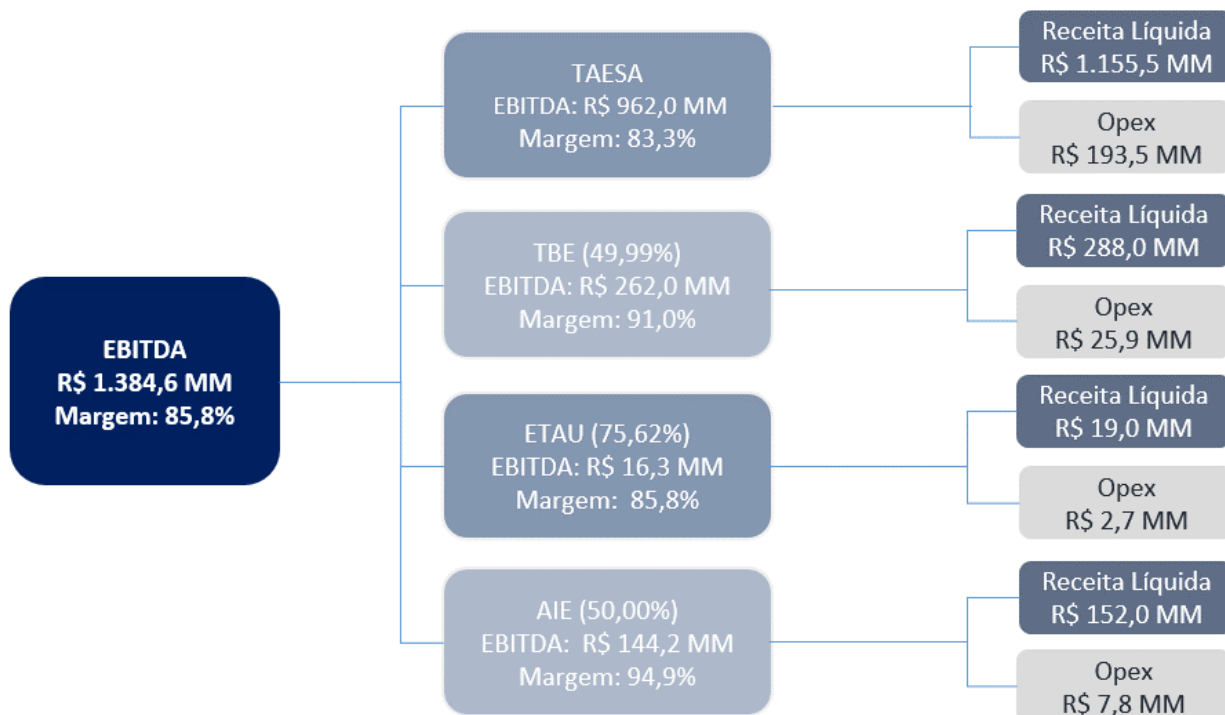 EBITDA
R$ 1.384,6 MM
Margem: 85,8%
TAESA
EBITDA: R$ 962,0 MM
Margem: 83,3%
Receita Líquida
R$ 1.155,5 MM
Opex
R$ 193,5 MM
TBE (49,99%)
EBITDA: R$ 262,0 MM
Margem: 91,0%
Receita Líquida
R$ 288,0 MM
Opex
R$ 25,9 MM
ETAU (75,62%)
EBITDA: R$ 16,3 MM
Margem: 85,8%
Receita Líquida
R$ 19,0 MM
Opex
R$ 2,7 MM
AIE (50,00%)
EBITDA: R$ 144,2 MM
Margem: 94,9%
Receita Líquida
R$ 152,0 MM
Opex
R$ 7,8 MM